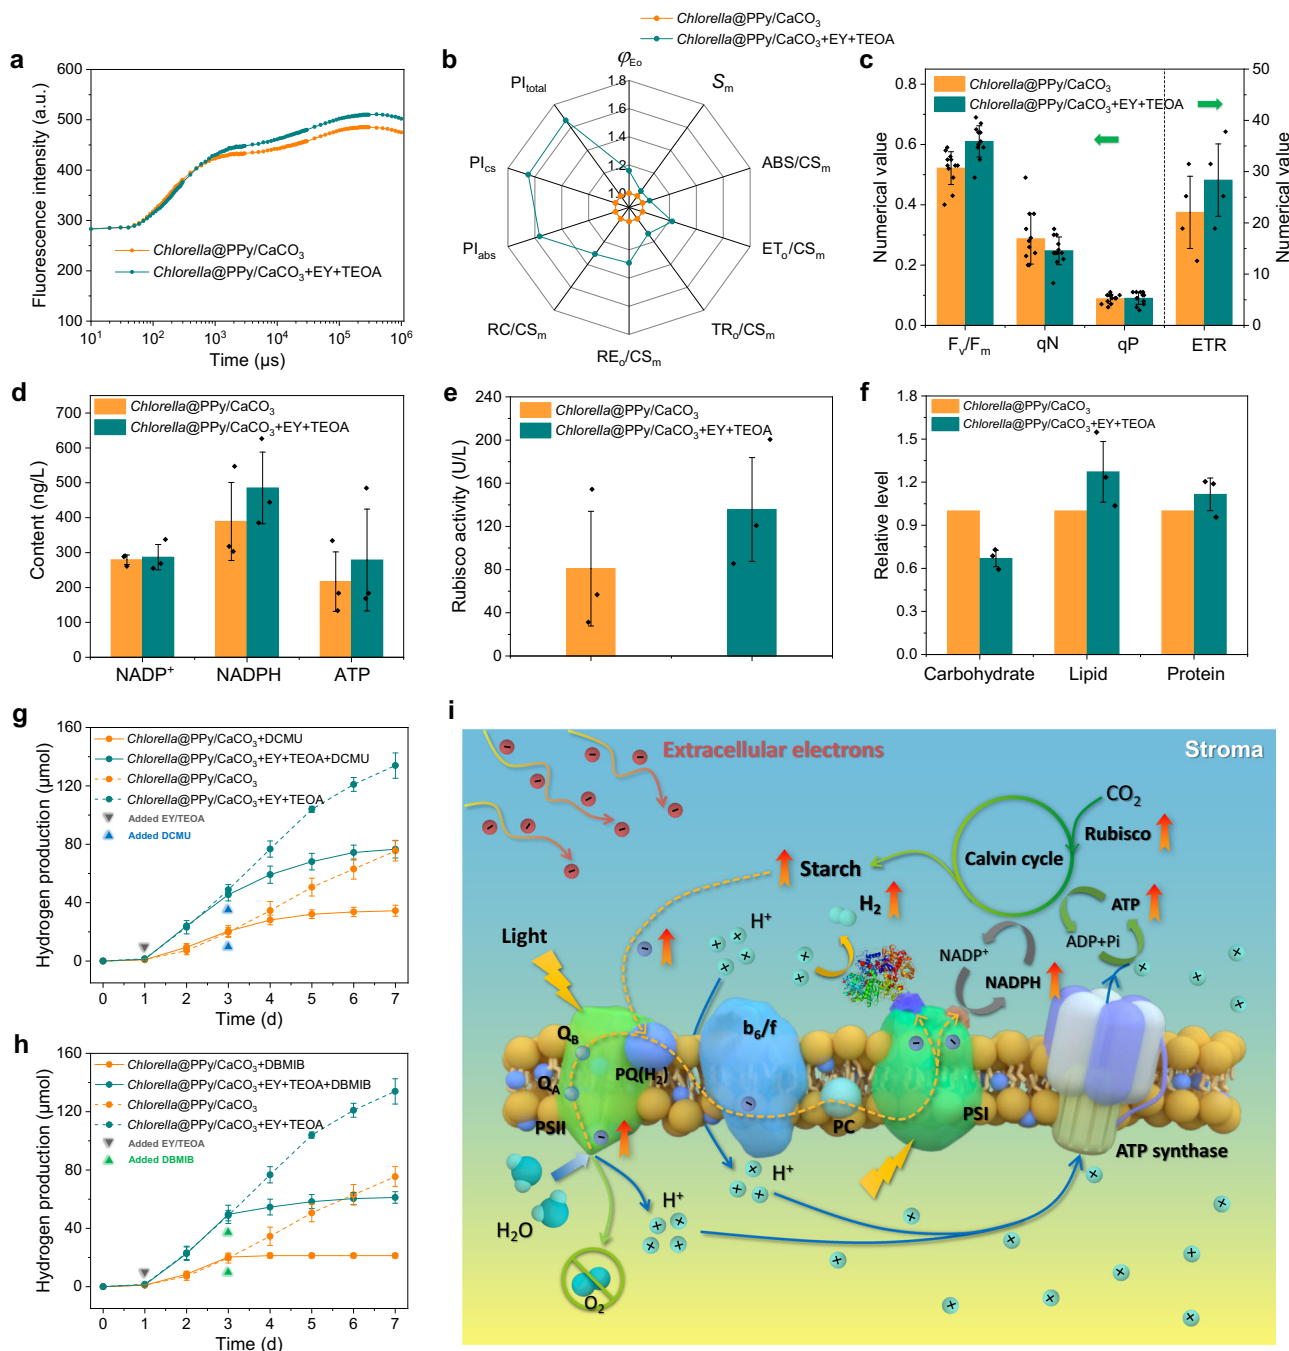 a
600
500
400
300
200
100
Fluorescence intensity (a.u.)
Chlorella@PPy/CaCO₃
Chlorella@PPy/CaCO₃+EY+TEOA
10¹ 10² 10³ 10⁴ 10⁵ 10⁶
Time (µs)
b
Chlorella@PPy/CaCO₃
Chlorella@PPy/CaCO₃+EY+TEOA
φEo
Sm
ABS/CSm
ETo/CSm
TRo/CSm
REo/CSm
RC/CSm
PIabs
PIcs
PItotal
1.8
1.6
1.4
1.2
1.0
c
Chlorella@PPy/CaCO₃
Chlorella@PPy/CaCO₃+EY+TEOA
Numerical value
0.8
0.6
0.4
0.2
0.0
Fv/Fm qN qP ETR
50
40
30
20
10
0
Numerical value
d
Chlorella@PPy/CaCO₃
Chlorella@PPy/CaCO₃+EY+TEOA
Content (ng/L)
700
600
500
400
300
200
100
0
NADP⁺ NADPH ATP
e
Chlorella@PPy/CaCO₃
Chlorella@PPy/CaCO₃+EY+TEOA
Rubisco activity (U/L)
240
200
160
120
80
40
0
f
Chlorella@PPy/CaCO₃
Chlorella@PPy/CaCO₃+EY+TEOA
Relative level
1.8
1.5
1.2
0.9
0.6
0.3
0.0
Carbohydrate Lipid Protein
g
Hydrogen production (µmol)
160
120
80
40
0
Chlorella@PPy/CaCO₃+DCMU
Chlorella@PPy/CaCO₃+EY+TEOA+DCMU
Chlorella@PPy/CaCO₃
Chlorella@PPy/CaCO₃+EY+TEOA
Added EY/TEOA
Added DCMU
0 1 2 3 4 5 6 7
Time (d)
h
Hydrogen production (µmol)
160
120
80
40
0
Chlorella@PPy/CaCO₃+DBMIB
Chlorella@PPy/CaCO₃+EY+TEOA+DBMIB
Chlorella@PPy/CaCO₃
Chlorella@PPy/CaCO₃+EY+TEOA
Added EY/TEOA
Added DBMIB
0 1 2 3 4 5 6 7
Time (d)
i
Extracellular electrons
Stroma
CO₂
Rubisco
Calvin cycle
Starch
H₂
H⁺
ATP
ADP+Pi
NADP⁺
NADPH
Light
QB
QA
PQ(H₂)
b₆/f
PSII
PC
PSI
ATP synthase
H⁺
H⁺
H₂O
O₂